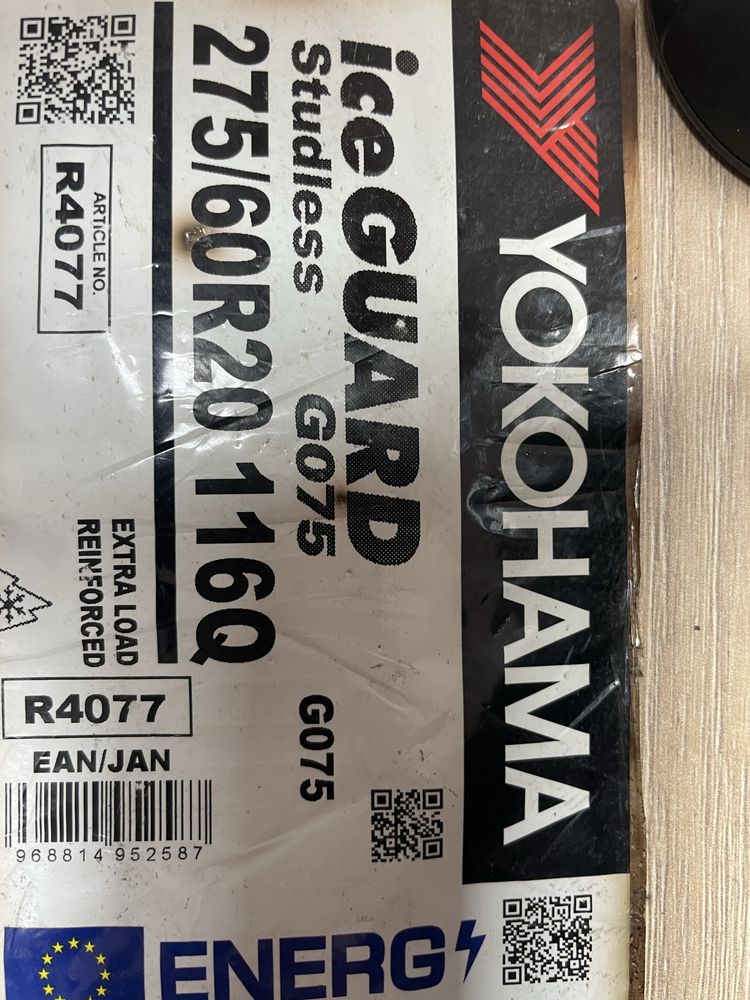 YOKOHAMA
iceGUARD
Studless G075 G075
275/60R20 116Q
EXTRA LOAD
REINFORCED
ARTICLE NO.
R4077
R4077
EAN/JAN
968814 952587
ENERG